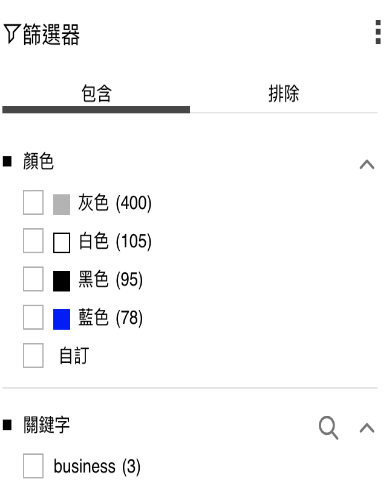 篩選器
包含 排除
顏色
灰色 (400)
白色 (105)
黑色 (95)
藍色 (78)
自訂
關鍵字
business (3)